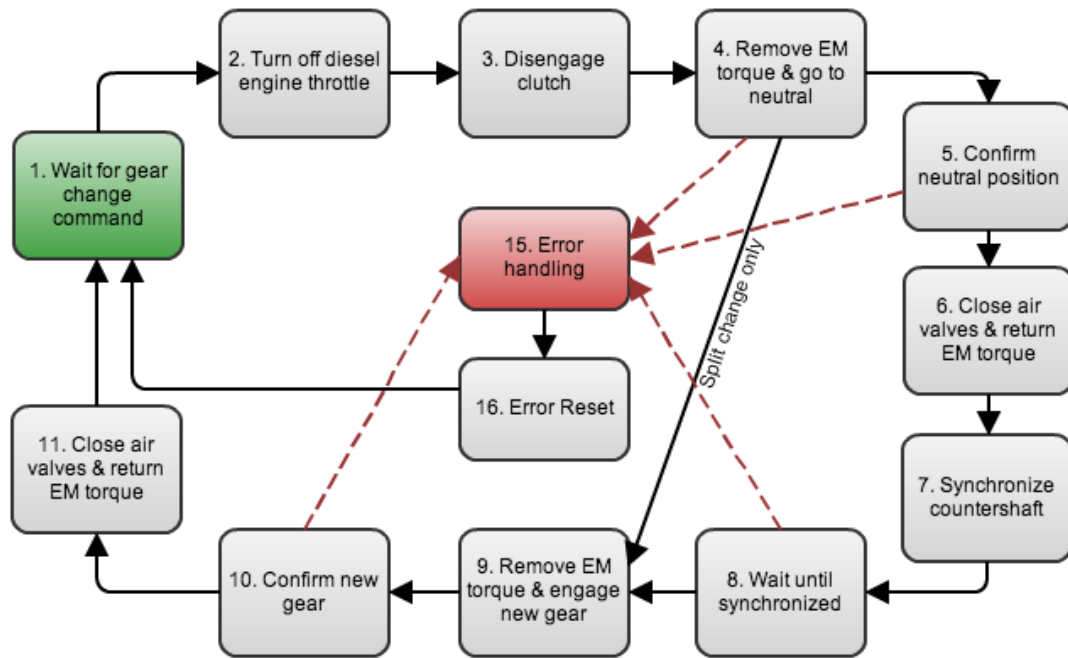 2. Turn off diesel
engine throttle
3. Disengage
clutch
4. Remove EM
torque & go to
neutral
1. Wait for gear
change
command
5. Confirm
neutral position
15. Error
handling
Split change only
6. Close air
valves & return
EM torque
16. Error Reset
11. Close air
valves & return
EM torque
7. Synchronize
countershaft
10. Confirm new
gear
9. Remove EM
torque & engage
new gear
8. Wait until
synchronized